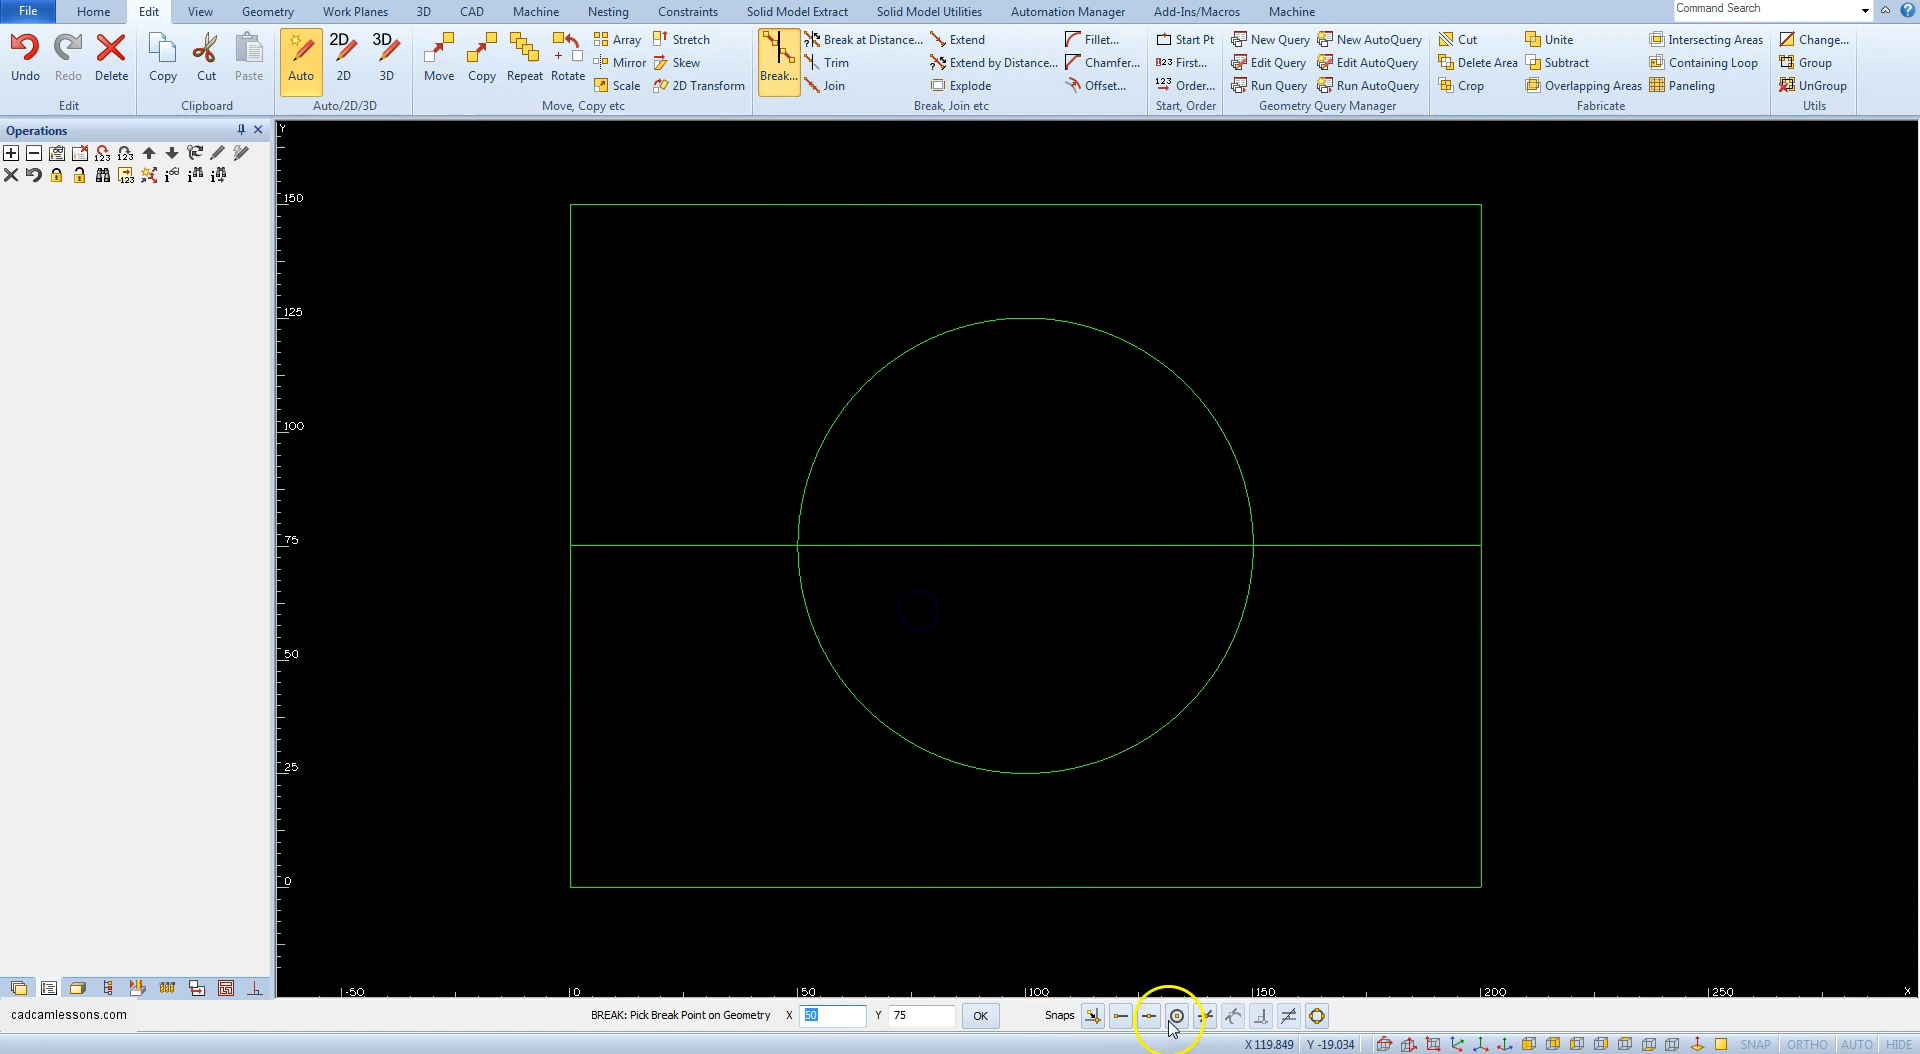 File Home Edit View Geometry Work Planes 3D CAD Machine Nesting Constraints Solid Model Extract Solid Model Utilities Automation Manager Add-Ins/Macros Machine Command Search
Undo Redo Delete
Edit
Copy Cut Paste
Clipboard
Auto 2D 3D
2D 3D
Auto/2D/3D
Move Copy Repeat Rotate
Array Stretch
Mirror Skew
Scale 2D Transform
Move, Copy etc
Break...
Break at Distance... Extend Fillet...
Trim Extend by Distance... Chamfer...
Join Explode Offset...
Break, Join etc
Start Pt
123 First...
123 Order...
Start, Order
New Query New AutoQuery
Edit Query Edit AutoQuery
Run Query Run AutoQuery
Geometry Query Manager
Cut Unite Intersecting Areas
Delete Area Subtract Containing Loop
Crop Overlapping Areas Paneling
Fabricate
Change...
Group
UnGroup
Utils
Operations
123 123
123
Y
150
125
100
75
50
25
0
-50 0 50 100 150 200 250 X
cadcamlessons.com
BREAK: Pick Break Point on Geometry X 50 Y 75 OK Snaps
X 119.849 Y -19.034 SNAP ORTHO AUTO HIDE